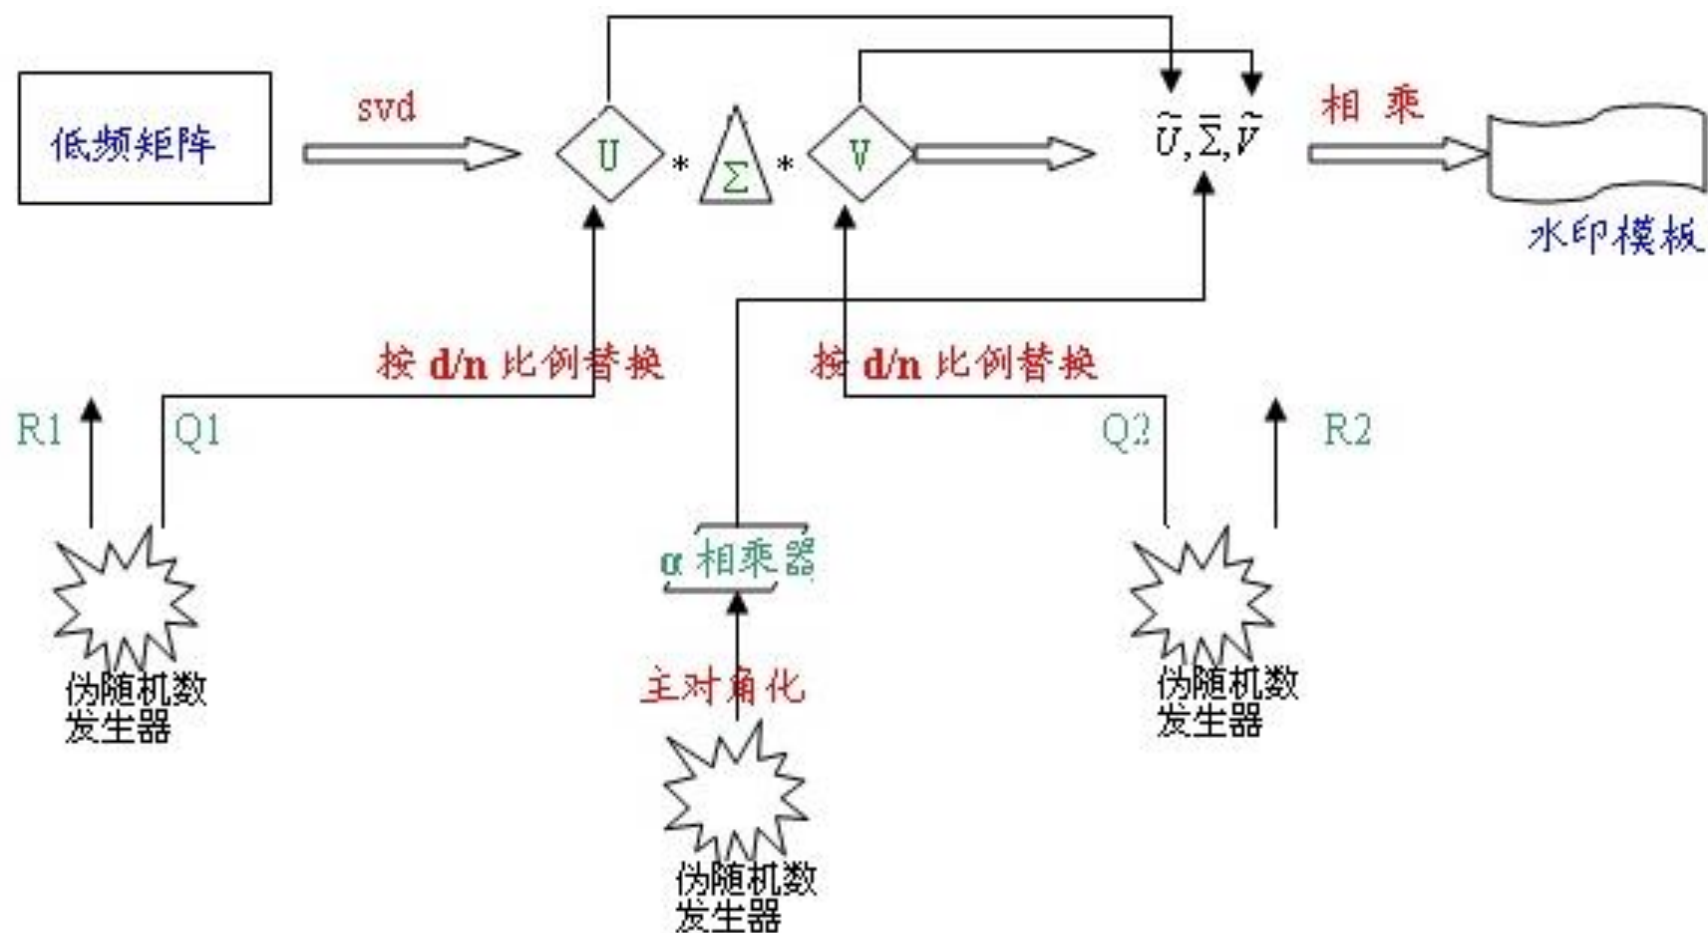 低频矩阵
svd
U * Σ * V
Ũ, Σ̄, Ṽ
相 乘
水印模板
按 d/n 比例替换
按 d/n 比例替换
R1
Q1
Q2
R2
α 相乘器
主对角化
伪随机数
发生器
伪随机数
发生器
伪随机数
发生器